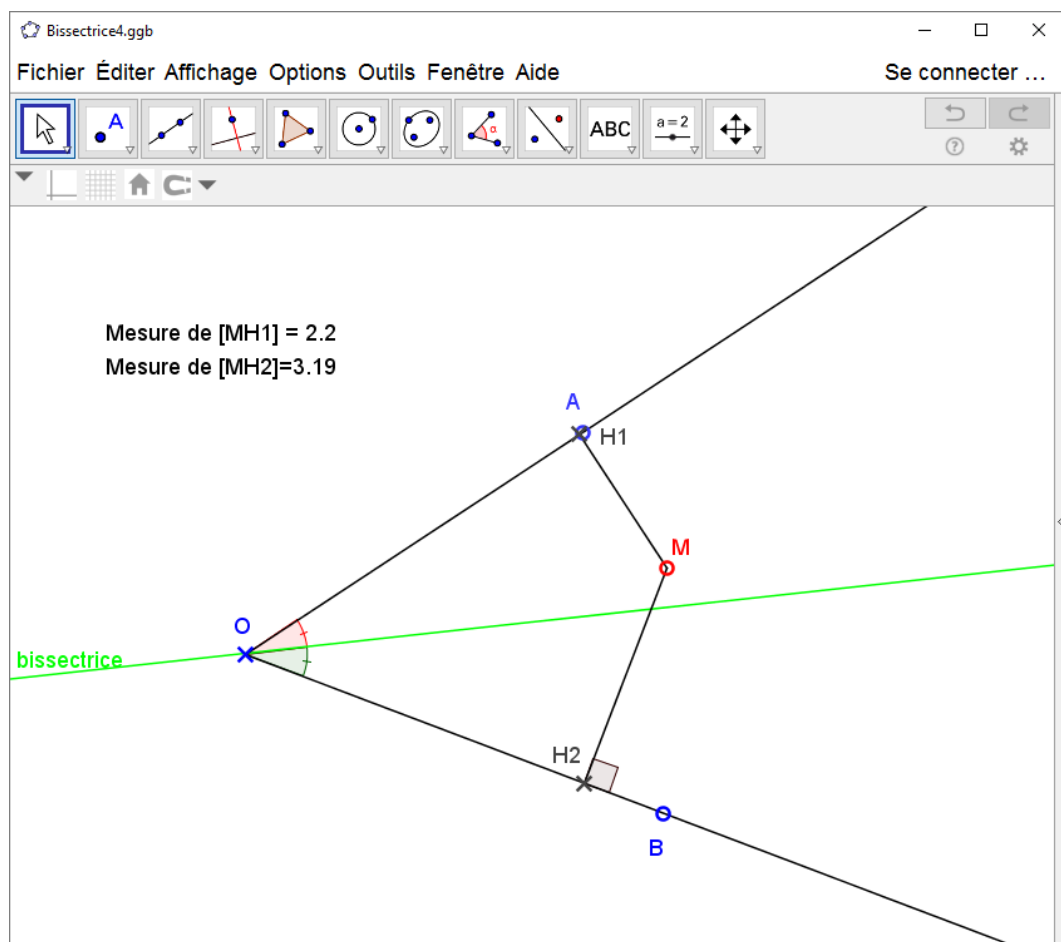 Bissectrice4.ggb
Fichier Éditer Affichage Options Outils Fenêtre Aide Se connecter ...
A α ABC a=2
Mesure de [MH1] = 2.2
Mesure de [MH2]=3.19
A
H1
M
O
bissectrice
H2
B